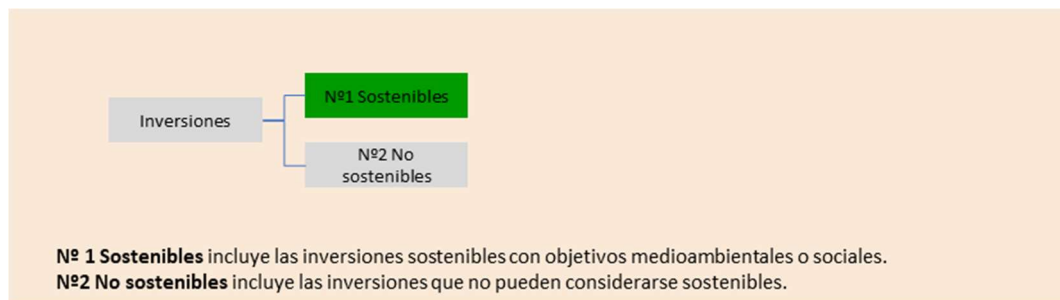 Nº1 Sostenibles
Inversiones
Nº2 No
sostenibles
Nº 1 Sostenibles incluye las inversiones sostenibles con objetivos medioambientales o sociales.
Nº2 No sostenibles incluye las inversiones que no pueden considerarse sostenibles.